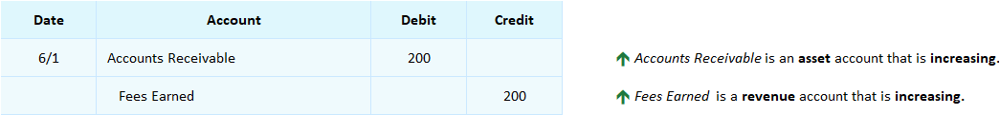 Date Account Debit Credit
6/1 Accounts Receivable 200 Accounts Receivable is an asset account that is increasing.
Fees Earned 200 Fees Earned is a revenue account that is increasing.